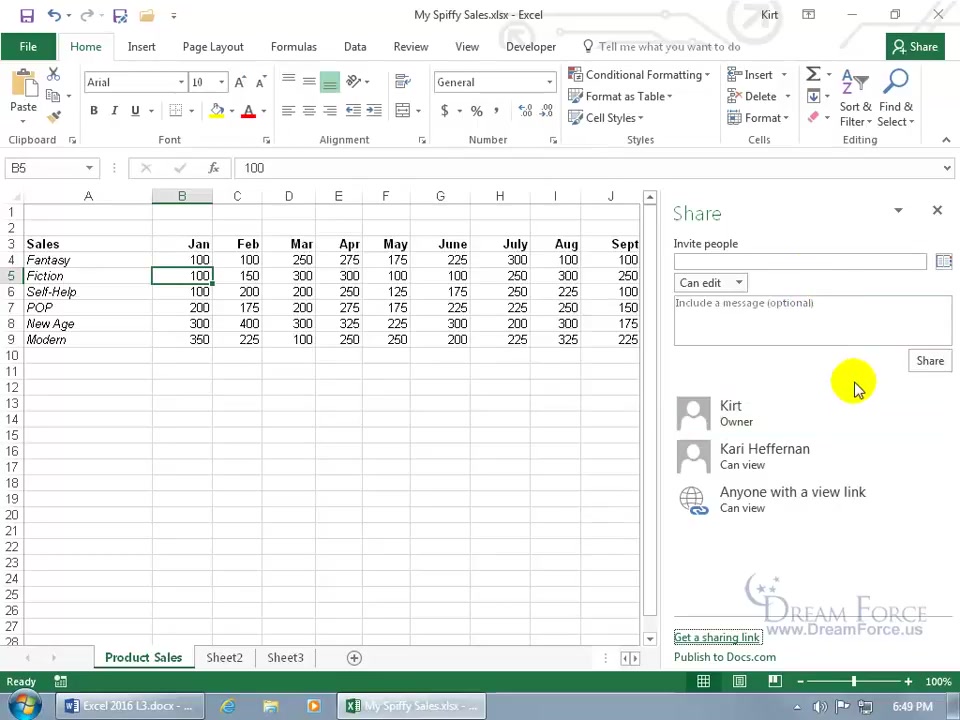 My Spiffy Sales.xlsx - Excel
Kirt
File Home Insert Page Layout Formulas Data Review View Developer Tell me what you want to do Share
Paste
Arial 10
General
$ % ,
Conditional Formatting
Format as Table
Cell Styles
Insert
Delete
Format
Sort & Filter
Find & Select
Clipboard Font Alignment Number Styles Cells Editing
B5 fx 100
A B C D E F G H I J
1
2
3 Sales Jan Feb Mar Apr May June July Aug Sept
4 Fantasy 100 100 250 275 175 225 300 100 100
5 Fiction 100 150 300 300 100 100 250 300 250
6 Self-Help 100 200 200 250 125 175 250 225 100
7 POP 200 175 200 275 175 225 225 250 150
8 New Age 300 400 300 325 225 300 200 300 175
9 Modern 350 225 100 250 250 200 225 325 225
10
11
12
13
14
15
16
17
18
19
20
21
22
23
24
25
26
27
28
Share
Invite people
Can edit
Include a message (optional)
Share
Kirt
Owner
Kari Heffernan
Can view
Anyone with a view link
Can view
DREAM FORCE
www.DreamForce.us
Get a sharing link
Publish to Docs.com
Product Sales Sheet2 Sheet3
Ready
100%
Excel 2016 L3.docx - ...
My Spiffy Sales.xlsx - ...
6:49 PM